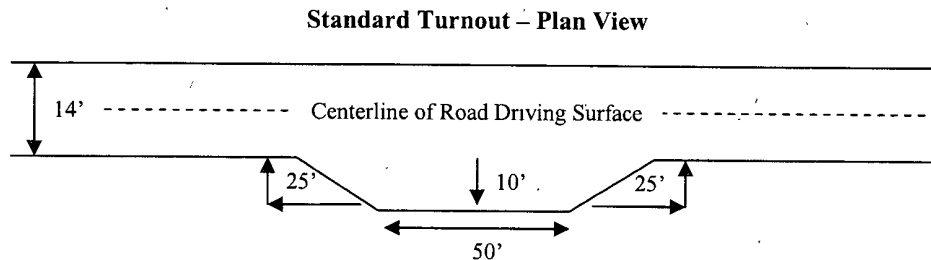 Standard Turnout – Plan View
14’
Centerline of Road Driving Surface
25’
10’
25’
50’